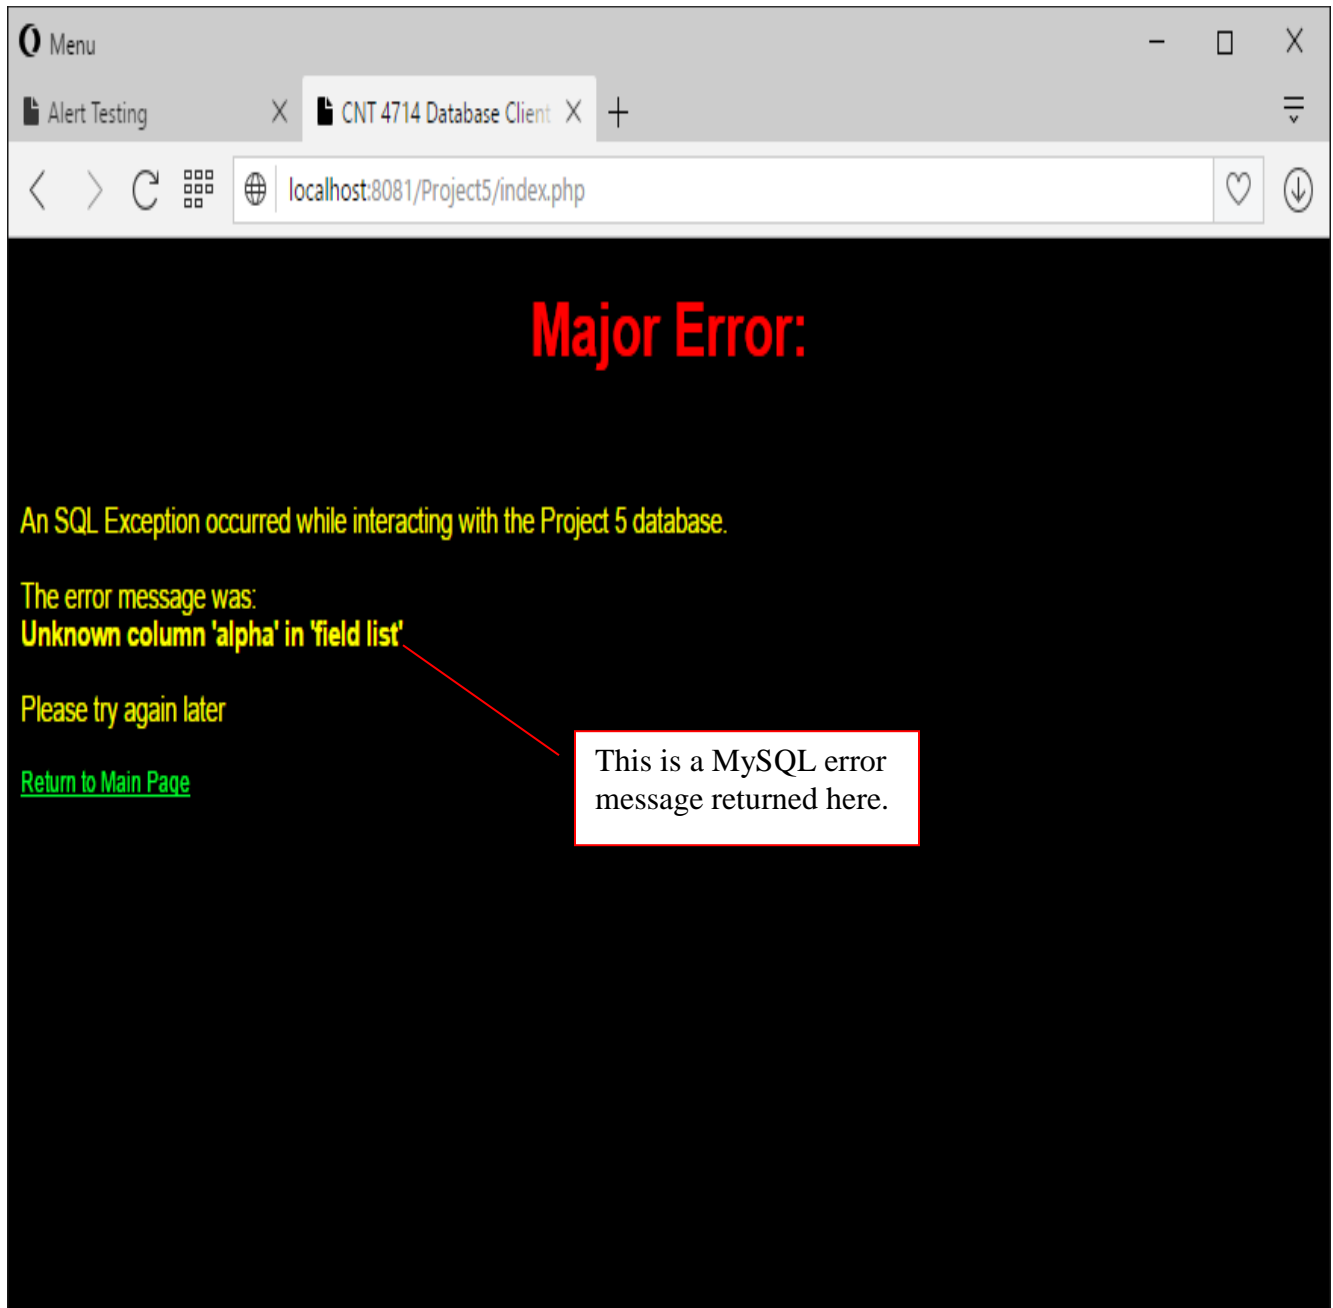 Menu
Alert Testing
CNT 4714 Database Client
localhost:8081/Project5/index.php
Major Error:
An SQL Exception occurred while interacting with the Project 5 database.
The error message was:
Unknown column 'alpha' in 'field list'
Please try again later
This is a MySQL error
message returned here.
Return to Main Page